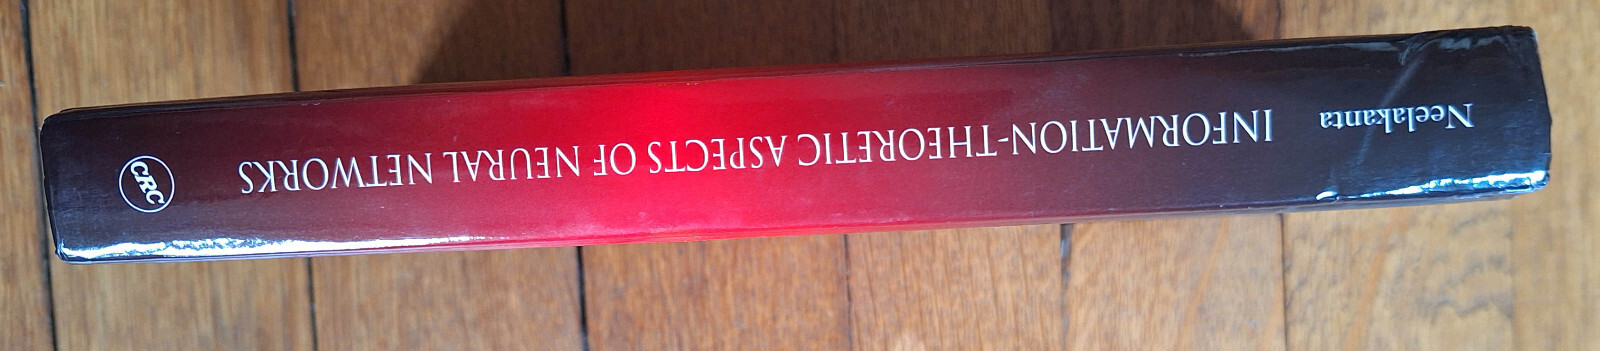 Neelakanta
INFORMATION-THEORETIC ASPECTS OF NEURAL NETWORKS
CRC